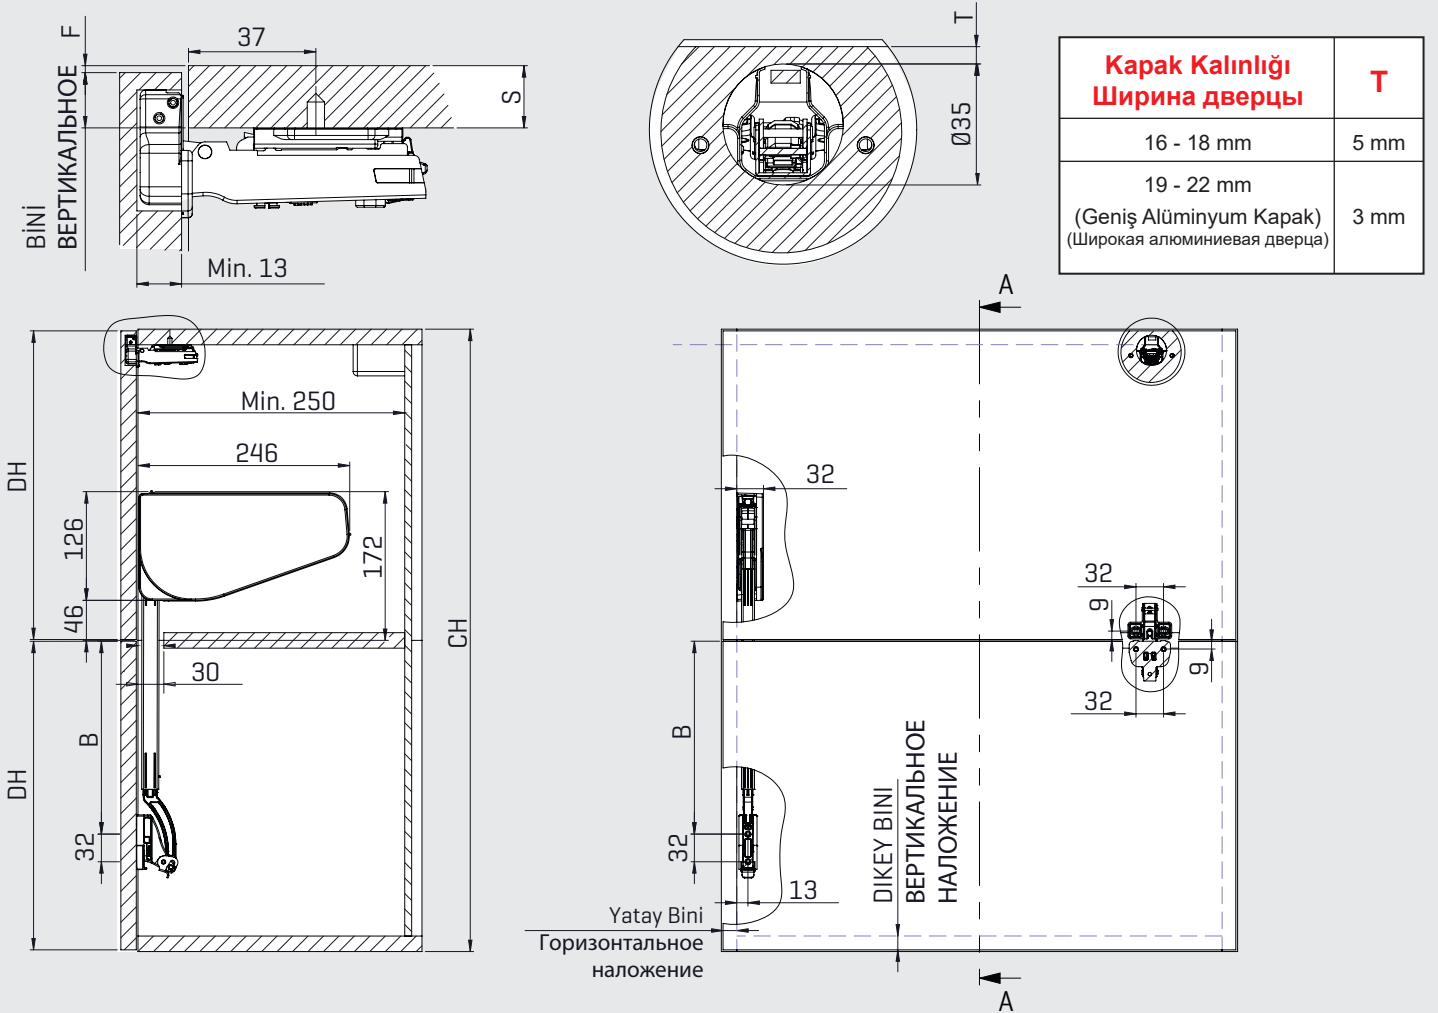 F
37
BİNİ
ВЕРТИКАЛЬНОЕ
S
Min. 13
T
Ø35
Kapak Kalınlığı
Ширина дверцы
T
16 - 18 mm
5 mm
19 - 22 mm
(Geniş Alüminyum Kapak)
(Широкая алюминиевая дверца)
3 mm
DH
Min. 250
246
126
172
46
30
CH
B
DH
32
A
32
32
9
9
32
B
32
13
DIKEY BINI
ВЕРТИКАЛЬНОЕ
НАЛОЖЕНИЕ
Yatay Bini
Горизонтальное
наложение
A